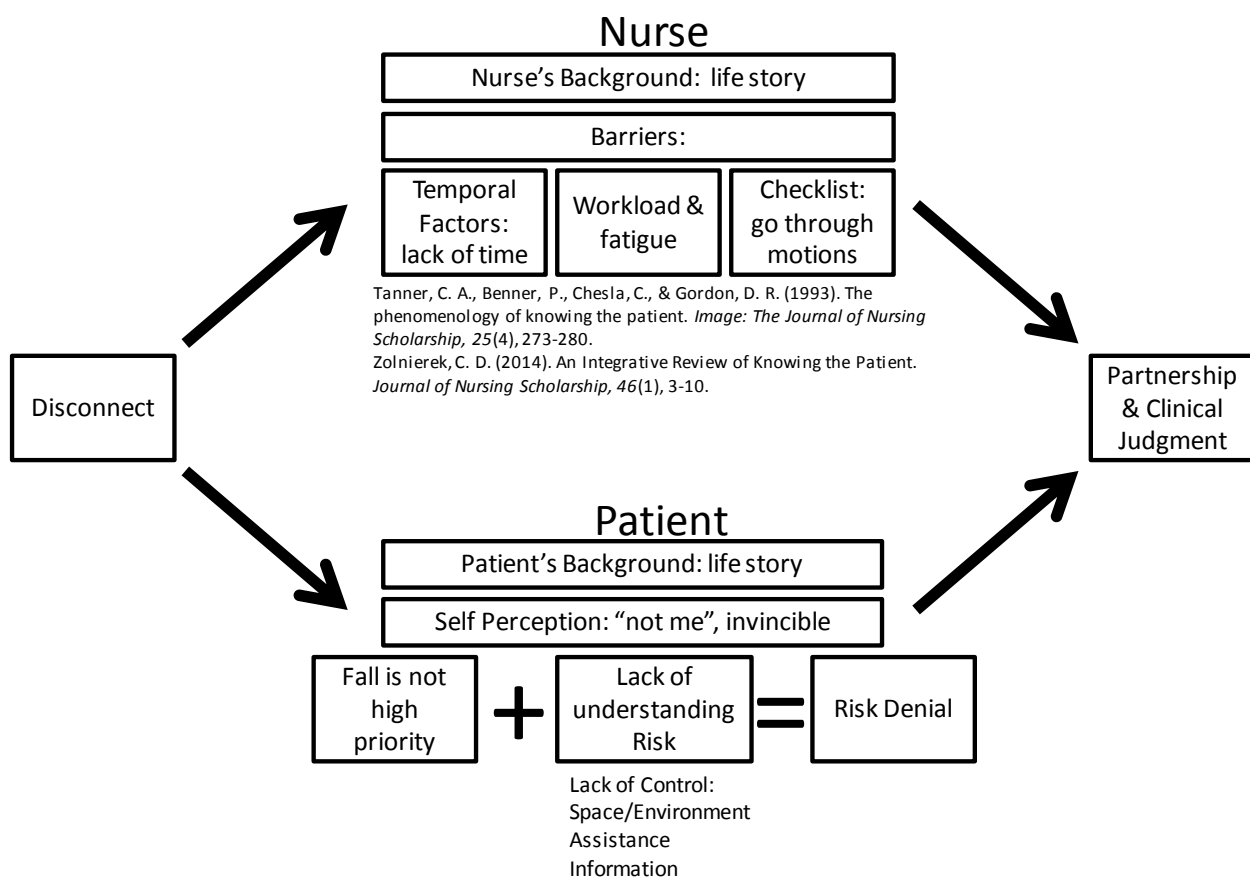 Nurse
Nurse's Background: life story
Barriers:
Temporal
Factors:
lack of time
Workload &
fatigue
Checklist:
go through
motions
Tanner, C. A., Benner, P., Chesla, C., & Gordon, D. R. (1993). The
phenomenology of knowing the patient. Image: The Journal of Nursing
Scholarship, 25(4), 273-280.
Zolnierek, C. D. (2014). An Integrative Review of Knowing the Patient.
Journal of Nursing Scholarship, 46(1), 3-10.
Disconnect
Partnership
& Clinical
Judgment
Patient
Patient's Background: life story
Self Perception: “not me”, invincible
Fall is not
high
priority
+
Lack of
understanding
Risk
=
Risk Denial
Lack of Control:
Space/Environment
Assistance
Information